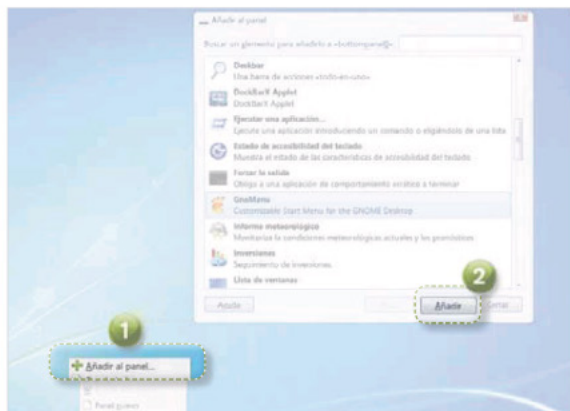 Añadir al panel
Buscar un elemento para añadirlo a «buttompanel»:
Deskbar
Una barra de acciones «todo-en-uno»
DockBarX Applet
DockBarX Applet
Ejecutar una aplicación...
Ejecute una aplicación introduciendo un comando o eligiéndolo de una lista
Estado de accesibilidad del teclado
Muestra el estado de las características de accesibilidad del teclado
Forzar la salida
Obliga a una aplicación de comportamiento errático a terminar
GnoMenu
Customizable Start Menu for the GNOME Desktop
Informe meteorológico
Monitoriza la condiciones meteorológicas actuales y los pronósticos
Inversiones
Seguimiento de inversiones.
Lista de ventanas
2
Ayuda
Añadir
Cerrar
1
Añadir al panel...
Panel nuevo